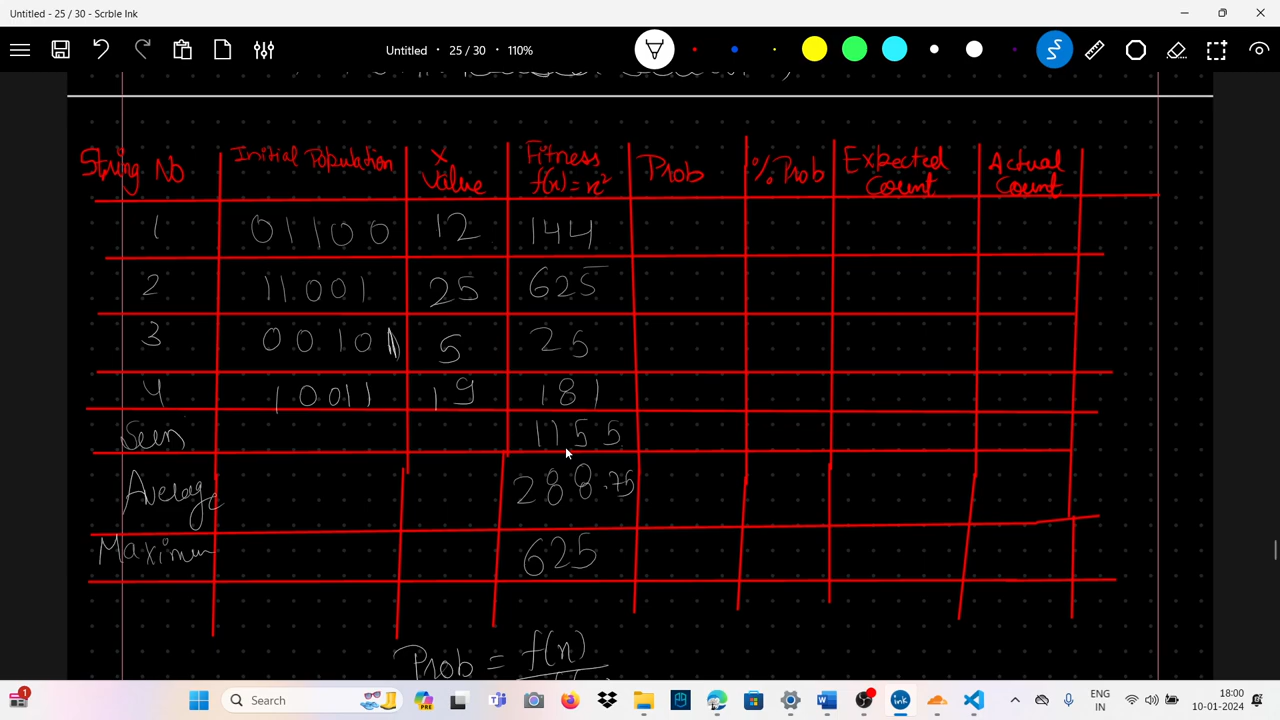 Untitled - 25 / 30 - Scrble Ink
Untitled • 25 / 30 • 110%
String No Initial Population X Value Fitness f(x) = x² Prob % Prob Expected Count Actual Count
1 01100 12 144
2 11001 25 625
3 00101 5 25
4 10011 19 181
Sum 1155
Average 288.75
Maximum 625
Prob = f(x)
Search
ENG
IN
18:00
10-01-2024